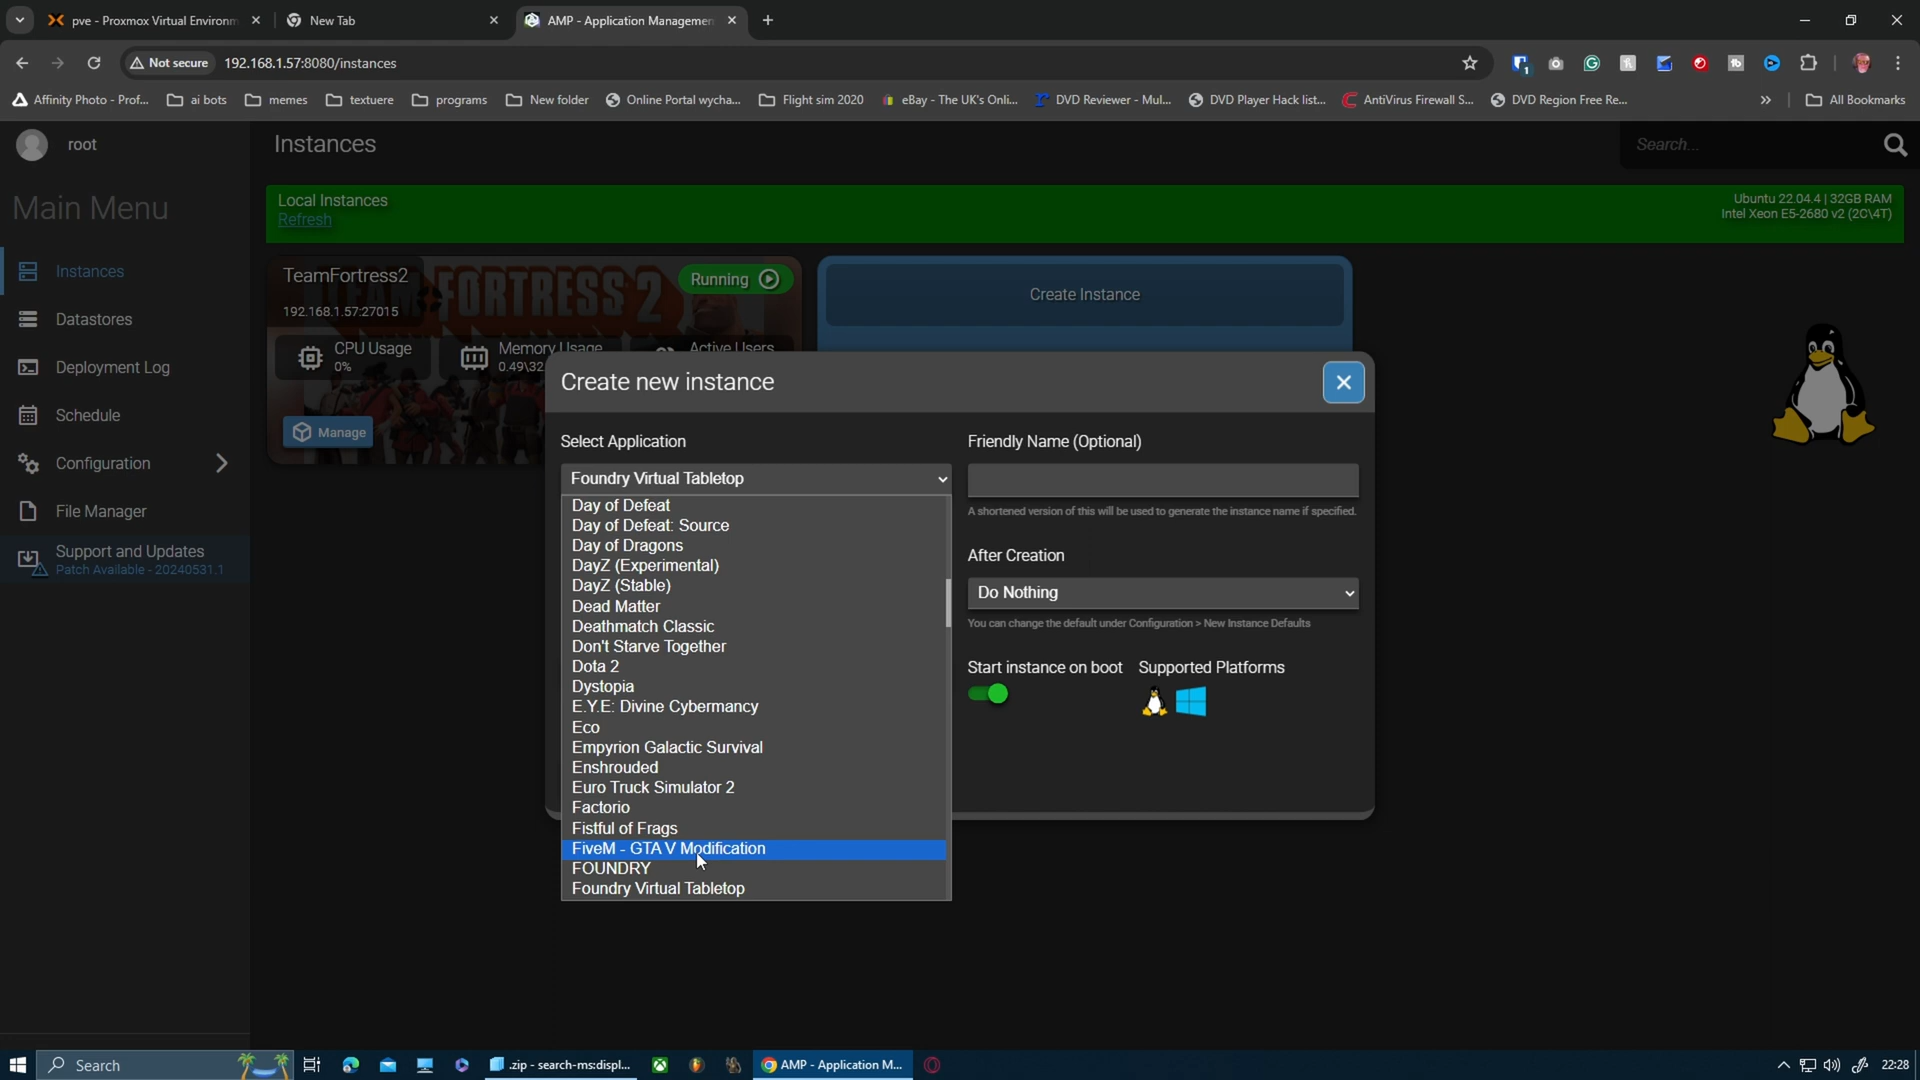 pve - Proxmox Virtual Environm
New Tab
AMP - Application Managemen
Not secure
192.168.1.57:8080/instances
Affinity Photo - Prof...
ai bots
memes
textuere
programs
New folder
Online Portal wycha...
Flight sim 2020
eBay - The UK's Onli...
DVD Reviewer - Mul...
DVD Player Hack list...
AntiVirus Firewall S...
DVD Region Free Re...
»
All Bookmarks
root
Instances
Search...
Main Menu
Local Instances
Refresh
Ubuntu 22.04.4 | 32GB RAM
Intel Xeon E5-2680 v2 (2C\4T)
Instances
Datastores
Deployment Log
Schedule
Configuration
File Manager
Support and Updates
Patch Available - 20240531.1
TeamFortress2
192.168.1.57:27015
Running
FORTRESS 2
CPU Usage
0%
Memory Usage
0.49\32
Active Users
Manage
Create Instance
Create new instance
Select Application
Foundry Virtual Tabletop
Day of Defeat
Day of Defeat: Source
Day of Dragons
DayZ (Experimental)
DayZ (Stable)
Dead Matter
Deathmatch Classic
Don't Starve Together
Dota 2
Dystopia
E.Y.E: Divine Cybermancy
Eco
Empyrion Galactic Survival
Enshrouded
Euro Truck Simulator 2
Factorio
Fistful of Frags
FiveM - GTA V Modification
FOUNDRY
Foundry Virtual Tabletop
Friendly Name (Optional)
A shortened version of this will be used to generate the instance name if specified.
After Creation
Do Nothing
You can change the default under Configuration > New Instance Defaults
Start instance on boot
Supported Platforms
Search
.zip - search-ms:displ...
AMP - Application M...
22:28